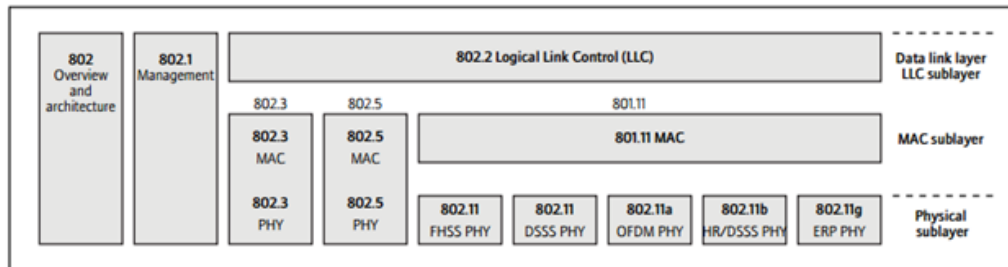 802
Overview
and
architecture
802.1
Management
802.2 Logical Link Control (LLC)
Data link layer
LLC sublayer
802.3
802.5
801.11
802.3
MAC
802.5
MAC
801.11 MAC
MAC sublayer
802.3
PHY
802.5
PHY
802.11
FHSS PHY
802.11
DSSS PHY
802.11a
OFDM PHY
802.11b
HR/DSSS PHY
802.11g
ERP PHY
Physical
sublayer